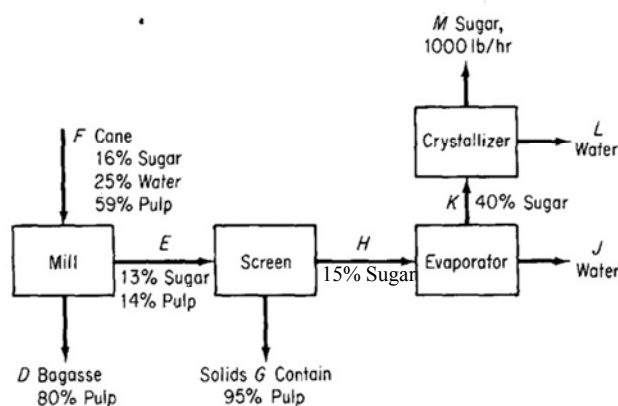 M Sugar,
1000 lb/hr
F Cane
16% Sugar
25% Water
59% Pulp
Crystallizer
L
Water
K
40% Sugar
Mill
E
13% Sugar
14% Pulp
Screen
H
15% Sugar
Evaporator
J
Water
D Bagasse
80% Pulp
Solids G Contain
95% Pulp